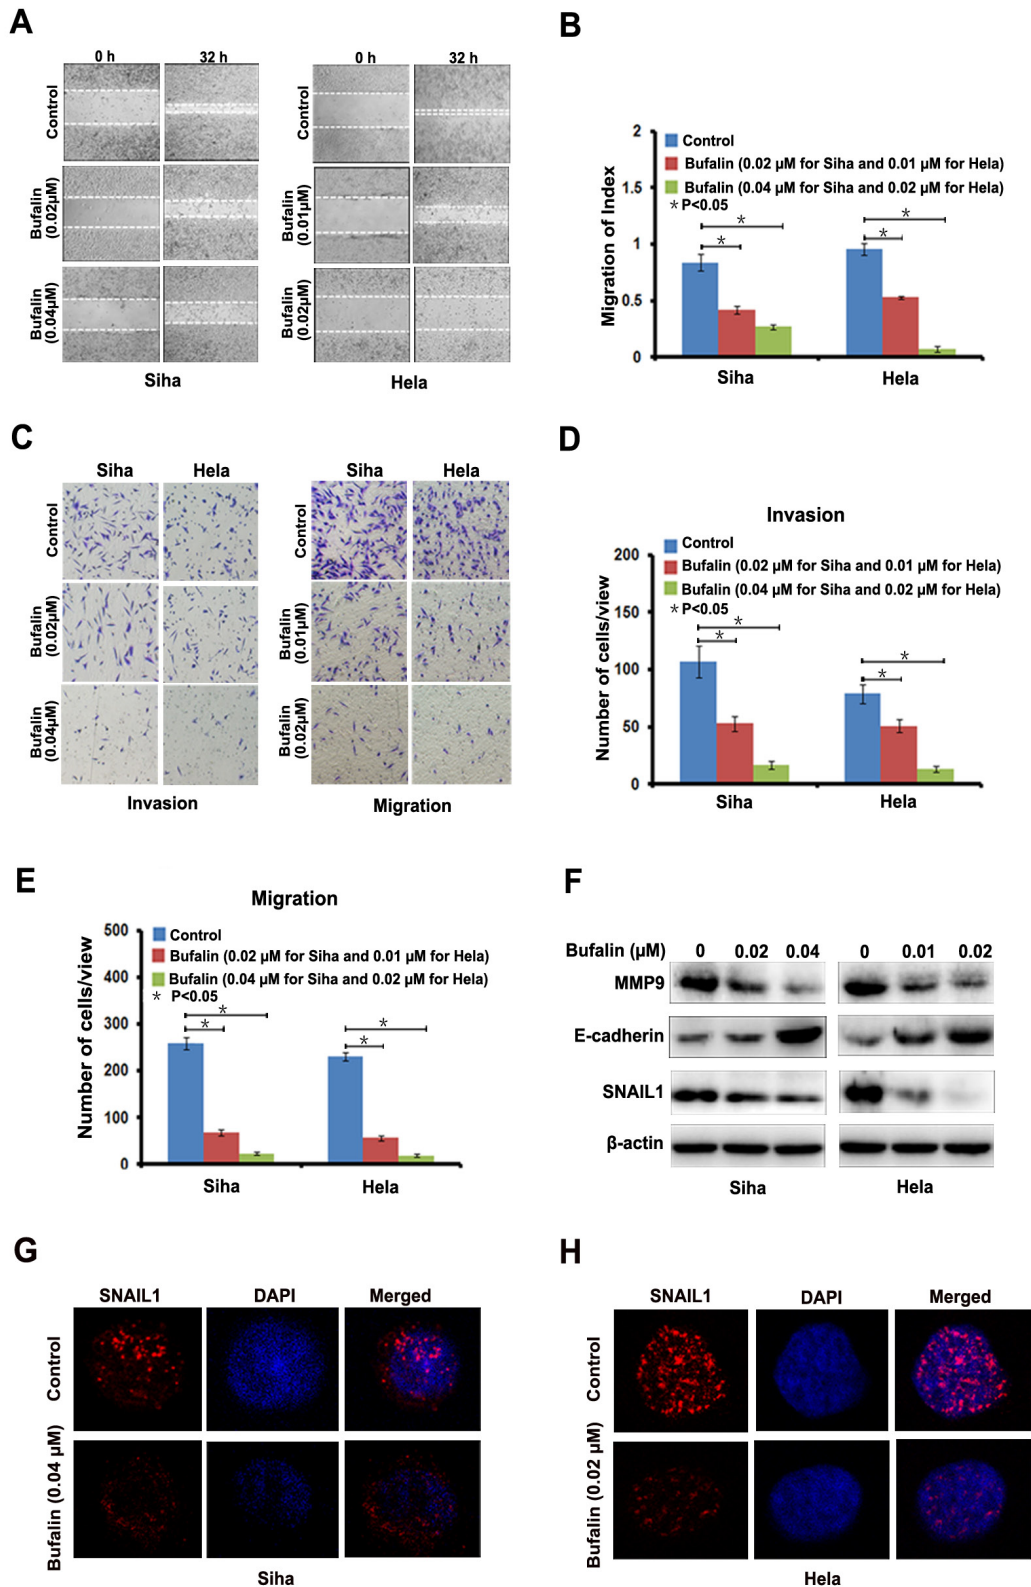 A
0 h 32 h 0 h 32 h
Control
Bufalin (0.02μM)
Bufalin (0.04μM)
Control
Bufalin (0.01μM)
Bufalin (0.02μM)
Siha Hela
B
Migration of Index
2
1.5
1
0.5
0
Control
Bufalin (0.02 μM for Siha and 0.01 μM for Hela)
Bufalin (0.04 μM for Siha and 0.02 μM for Hela)
* P<0.05
* * * *
Siha Hela
C
Siha Hela Siha Hela
Control
Bufalin (0.02μM)
Bufalin (0.04μM)
Control
Bufalin (0.01μM)
Bufalin (0.02μM)
Invasion Migration
D
Invasion
Number of cells/view
200
150
100
50
0
Control
Bufalin (0.02 μM for Siha and 0.01 μM for Hela)
Bufalin (0.04 μM for Siha and 0.02 μM for Hela)
* P<0.05
* * * *
Siha Hela
E
Migration
Number of cells/view
500
400
300
200
100
0
Control
Bufalin (0.02 μM for Siha and 0.01 μM for Hela)
Bufalin (0.04 μM for Siha and 0.02 μM for Hela)
* P<0.05
* * * *
Siha Hela
F
Bufalin (μM) 0 0.02 0.04 0 0.01 0.02
MMP9
E-cadherin
SNAIL1
β-actin
Siha Hela
G
SNAIL1 DAPI Merged
Control
Bufalin (0.04 μM)
Siha
H
SNAIL1 DAPI Merged
Control
Bufalin (0.02 μM)
Hela